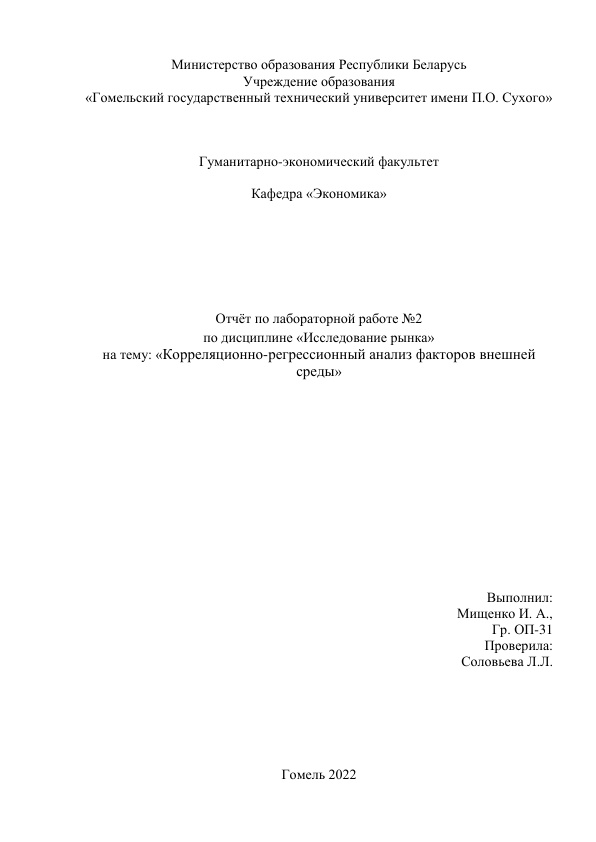 Министерство образования Республики Беларусь
Учреждение образования
«Гомельский государственный технический университет имени П.О. Сухого»
Гуманитарно-экономический факультет
Кафедра «Экономика»
Отчёт по лабораторной работе №2
по дисциплине «Исследование рынка»
на тему: «Корреляционно-регрессионный анализ факторов внешней
среды»
Выполнил:
Мищенко И. А.,
Гр. ОП-31
Проверила:
Соловьева Л.Л.
Гомель 2022